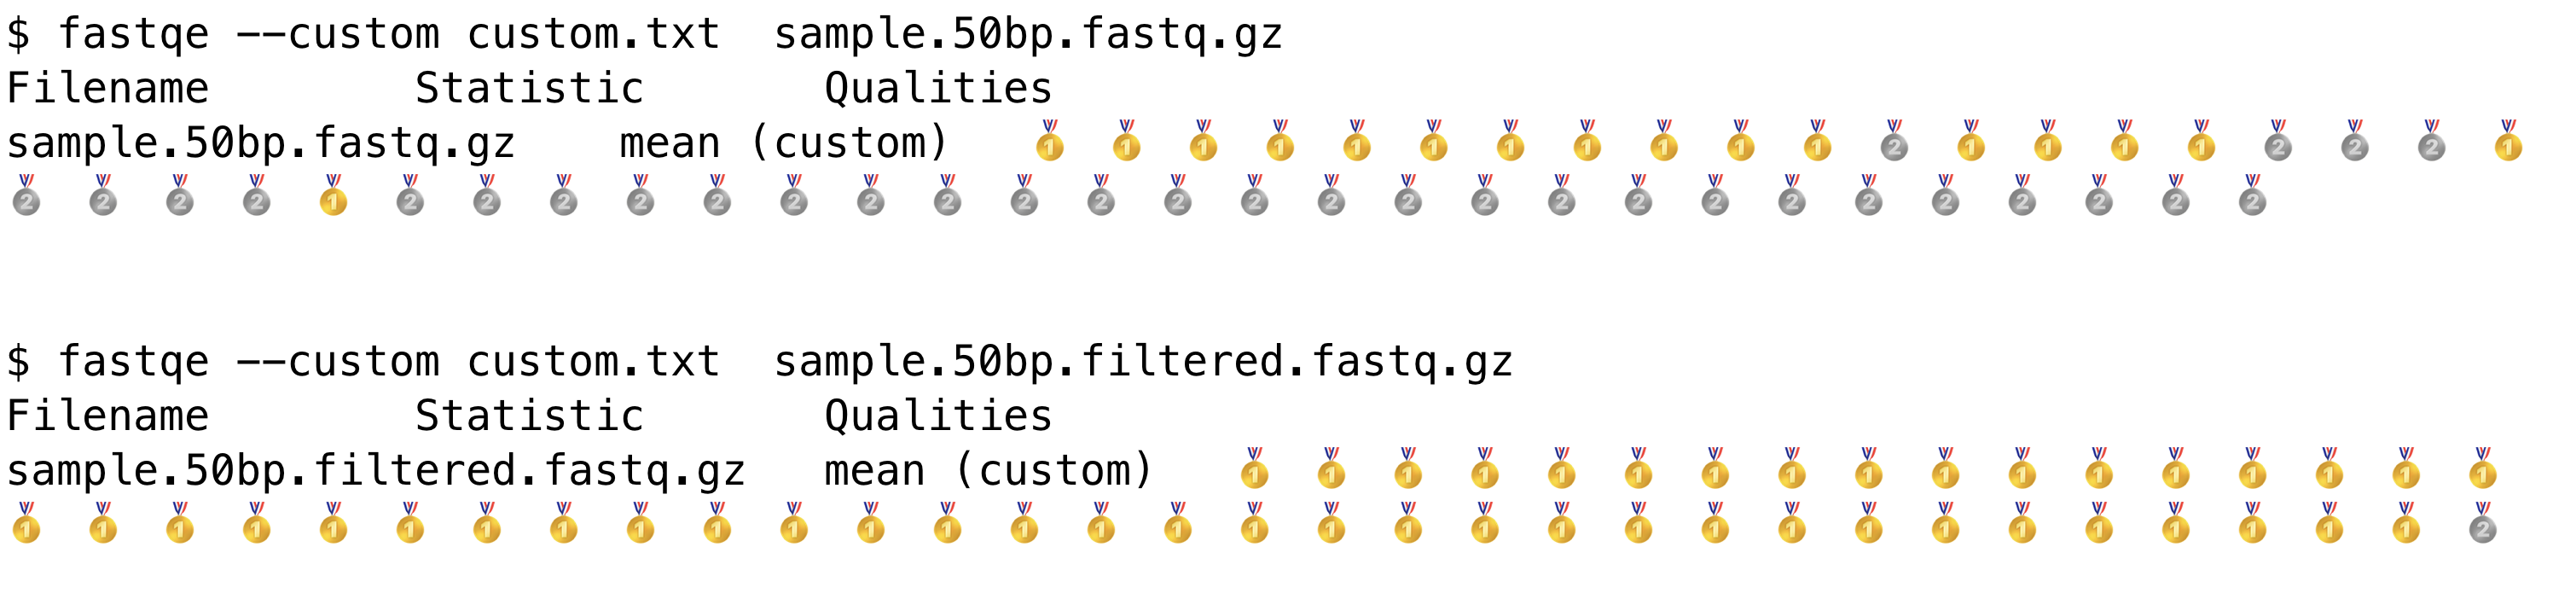 $ fastqe --custom custom.txt  sample.50bp.fastq.gz
Filename        Statistic       Qualities
sample.50bp.fastq.gz    mean (custom)   🥇 🥇 🥇 🥇 🥇 🥇 🥇 🥇 🥇 🥇 🥇 🥈 🥇 🥇 🥇 🥇 🥈 🥈 🥈 🥇
🥈 🥈 🥈 🥈 🥇 🥈 🥈 🥈 🥈 🥈 🥈 🥈 🥈 🥈 🥈 🥈 🥈 🥈 🥈 🥈 🥈 🥈 🥈 🥈 🥈 🥈 🥈 🥈 🥈 🥈
$ fastqe --custom custom.txt  sample.50bp.filtered.fastq.gz
Filename        Statistic       Qualities
sample.50bp.filtered.fastq.gz   mean (custom)   🥇 🥇 🥇 🥇 🥇 🥇 🥇 🥇 🥇 🥇 🥇 🥇 🥇 🥇 🥇 🥇 🥇
🥇 🥇 🥇 🥇 🥇 🥇 🥇 🥇 🥇 🥇 🥇 🥇 🥇 🥇 🥇 🥇 🥇 🥇 🥇 🥇 🥇 🥇 🥇 🥇 🥇 🥇 🥇 🥇 🥇 🥇 🥇 🥇 🥈